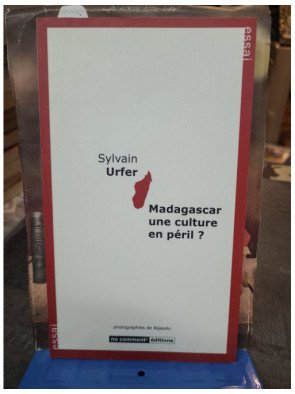 essai
Sylvain
Urfer
Madagascar
une culture
en péril ?
photographies de Rijasolo
no comment® éditions
essai